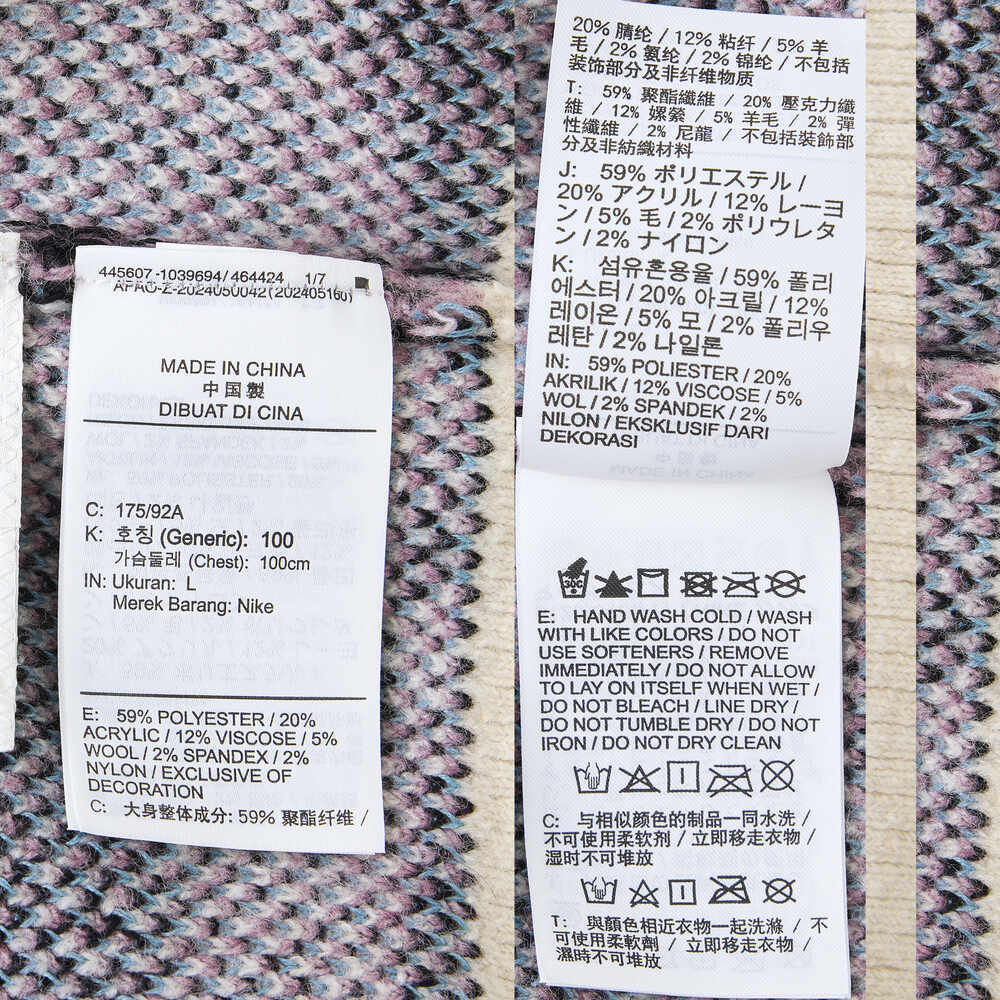 445607-1039694/464424 1/7
APAC-Z-2024050042(202405160)
MADE IN CHINA
中国製
DIBUAT DI CINA
C: 175/92A
K: 호칭 (Generic): 100
가슴둘레 (Chest): 100cm
IN: Ukuran: L
Merek Barang: Nike
E: 59% POLYESTER / 20%
ACRYLIC / 12% VISCOSE / 5%
WOOL / 2% SPANDEX / 2%
NYLON / EXCLUSIVE OF
DECORATION
C: 大身整体成分: 59% 聚酯纤维 /
20% 腈纶 / 12% 粘纤 / 5% 羊
毛 / 2% 氨纶 / 2% 锦纶 / 不包括
装饰部分及非纤维物质
T: 59% 聚酯纖維 / 20% 壓克力纖
維 / 12% 嫘縈 / 5% 羊毛 / 2% 彈
性纖維 / 2% 尼龍 / 不包括裝飾部
分及非紡織材料
J: 59% ポリエステル /
20% アクリル / 12% レーヨ
ン / 5% 毛 / 2% ポリウレタ
ン / 2% ナイロン
K: 섬유혼용율 / 59% 폴리
에스터 / 20% 아크릴 / 12%
레이온 / 5% 모 / 2% 폴리우
레탄 / 2% 나일론
IN: 59% POLIESTER / 20%
AKRILIK / 12% VISCOSE / 5%
WOL / 2% SPANDEK / 2%
NILON / EKSKLUSIF DARI
DEKORASI
30C
E: HAND WASH COLD / WASH
WITH LIKE COLORS / DO NOT
USE SOFTENERS / REMOVE
IMMEDIATELY / DO NOT ALLOW
TO LAY ON ITSELF WHEN WET /
DO NOT BLEACH / LINE DRY /
DO NOT TUMBLE DRY / DO NOT
IRON / DO NOT DRY CLEAN
C: 与相似颜色的制品一同水洗 /
不可使用柔软剂 / 立即移走衣物 /
湿时不可堆放
T: 與顏色相近衣物一起洗滌 / 不
可使用柔軟劑 / 立即移走衣物 /
濕時不可堆放